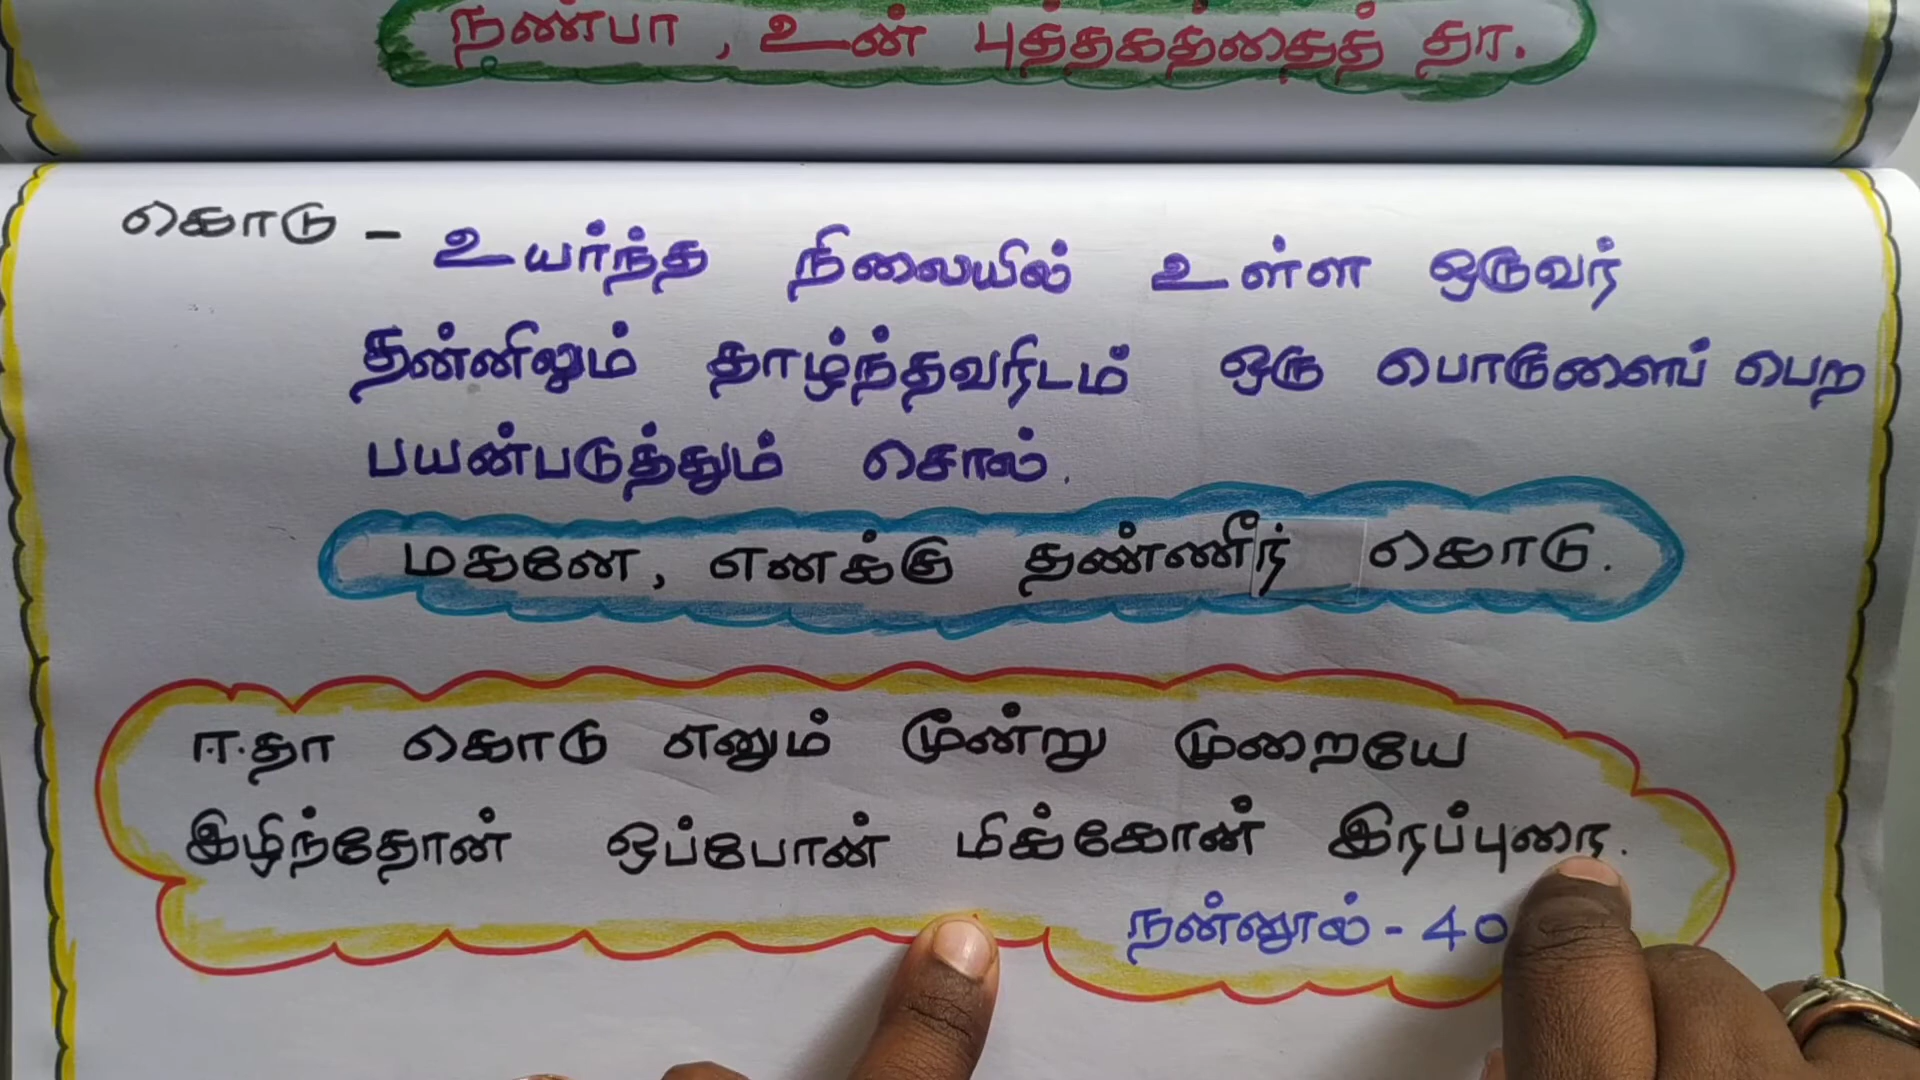 நண்பா, உன் புத்தகத்தைத் தா.
கொடு - உயர்ந்த நிலையில் உள்ள ஒருவர்
தன்னிலும் தாழ்ந்தவரிடம் ஒரு பொருளைப் பெற
பயன்படுத்தும் சொல்.
மகனே, எனக்கு தண்ணீர் கொடு.
ஈ.தா கொடு எனும் மூன்று முறையே
இழிந்தோன் ஒப்போன் மிக்கோன் இரப்புரை.
நன்னூல் - 40